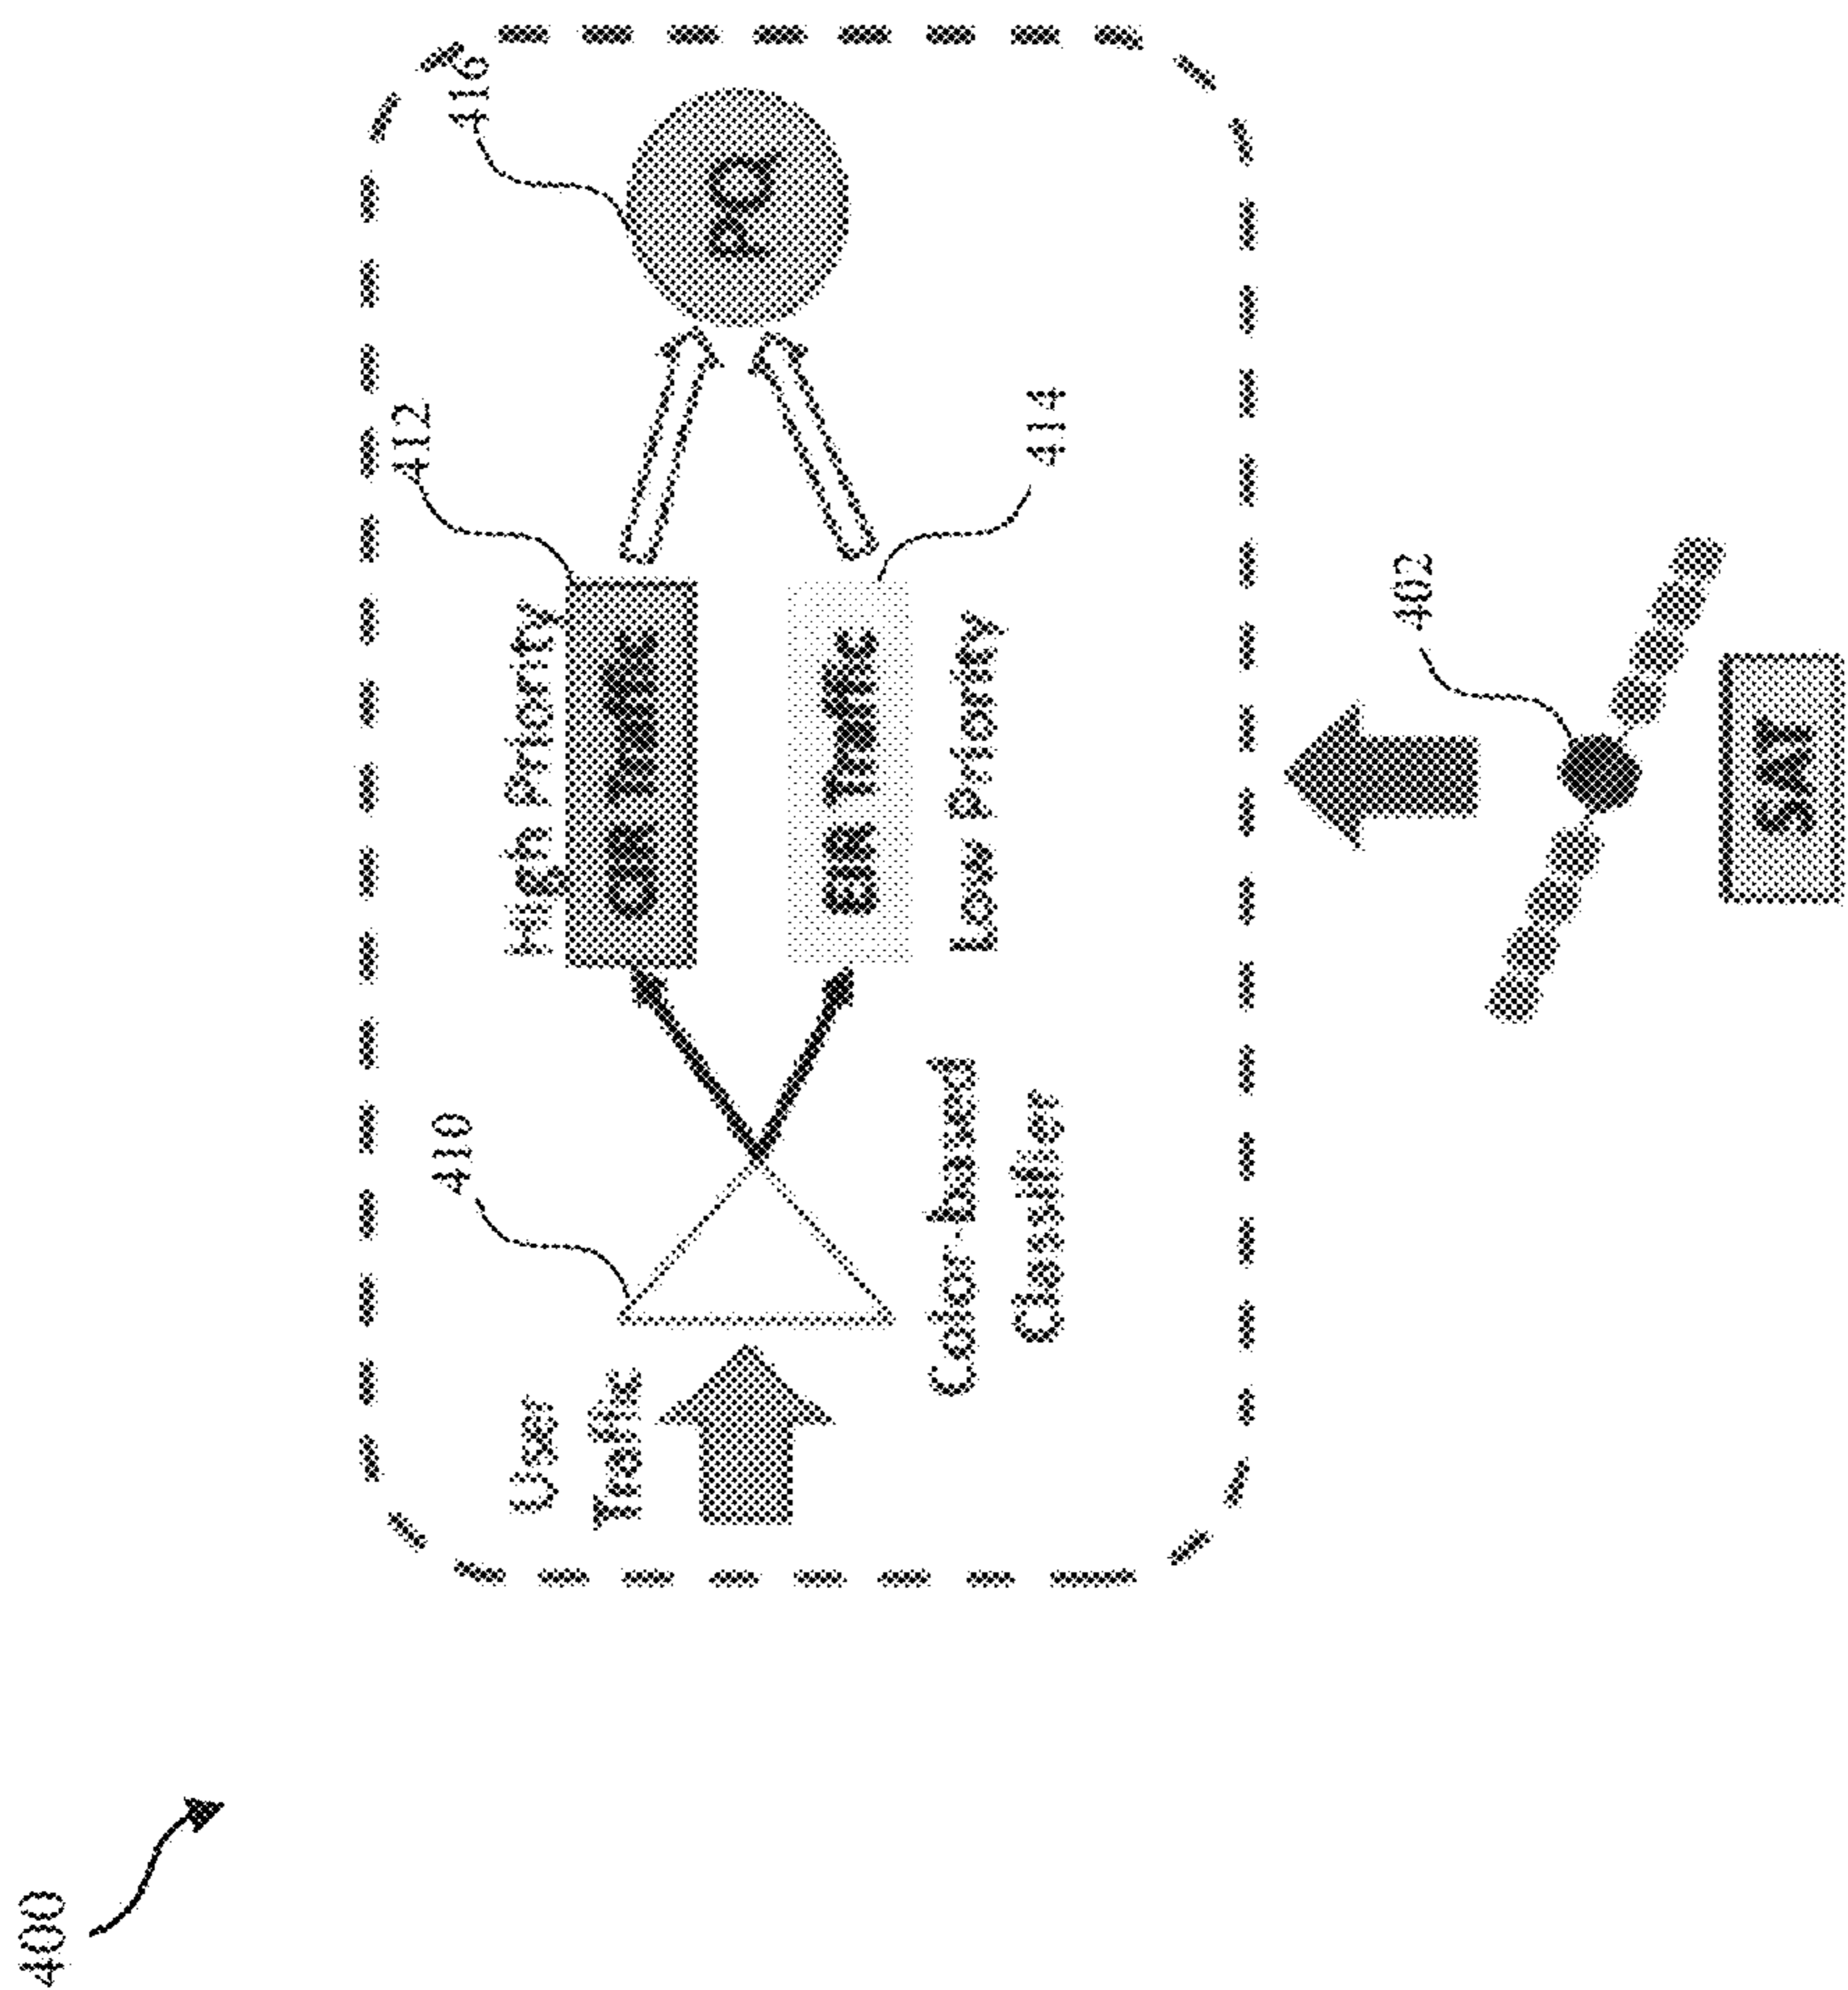 400
User
Traffic
410
Color-based
Classifier
High Priority
CIR Traffic
412
EIR Traffic
Low Priority
414
PQ
416
402
SAT